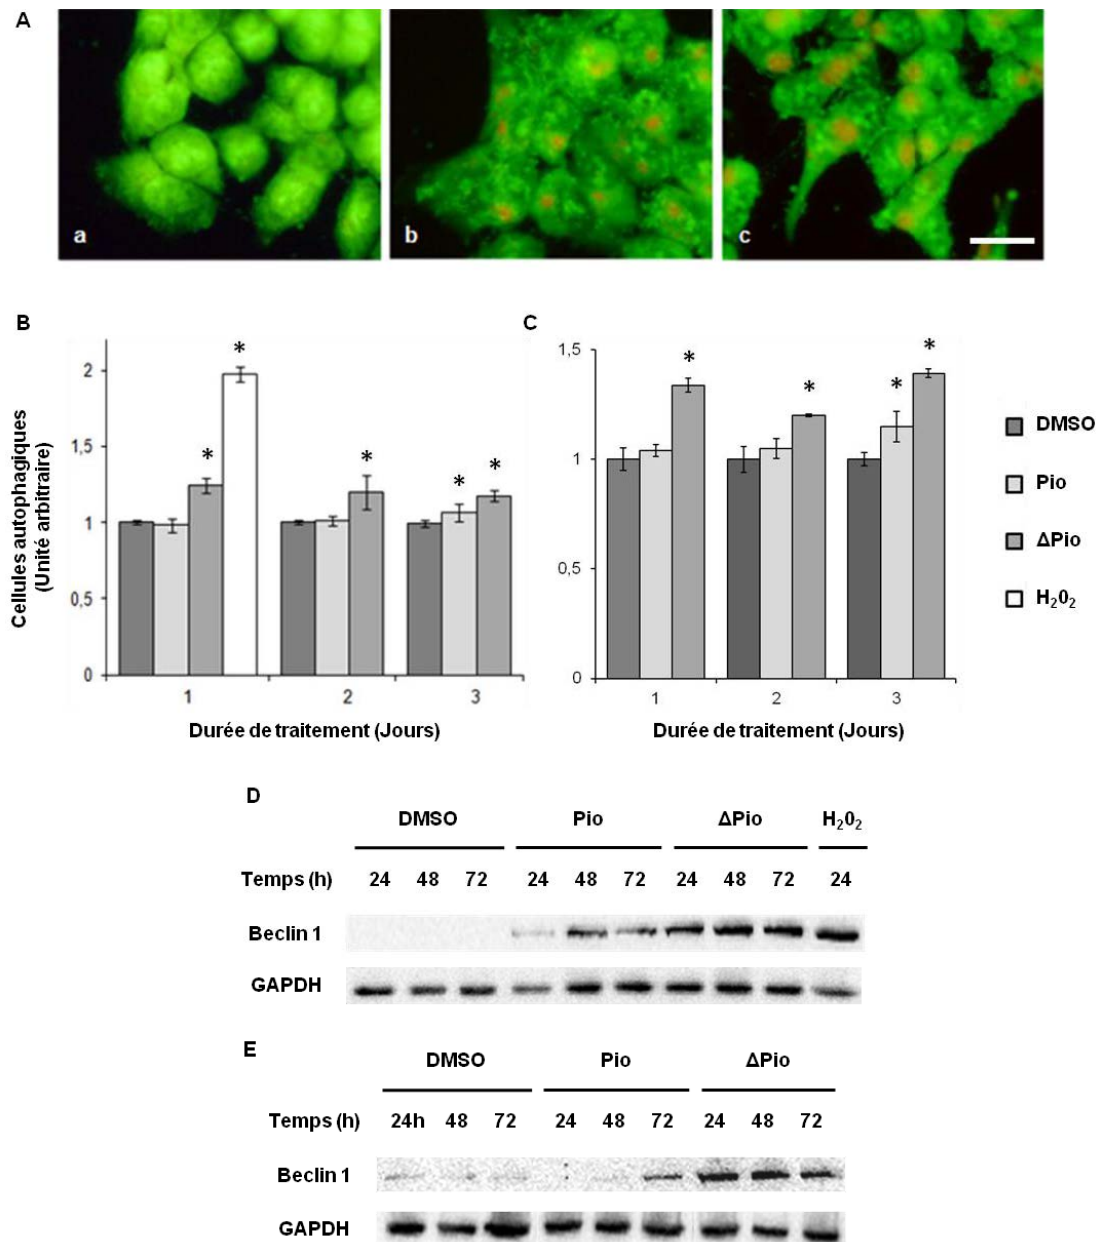 A
a
b
c
B
C
Cellules autophagiques
(Unité arbitraire)
2
1,5
1
0,5
0
1
2
3
Durée de traitement (Jours)
*
*
*
*
*
1,5
1
0,5
0
1
2
3
Durée de traitement (Jours)
*
*
*
*
DMSO
Pio
ΔPio
H₂0₂
D
DMSO Pio ΔPio H₂0₂
Temps (h) 24 48 72 24 48 72 24 48 72 24
Beclin 1
GAPDH
E
DMSO Pio ΔPio
Temps (h) 24h 48 72 24 48 72 24 48 72
Beclin 1
GAPDH